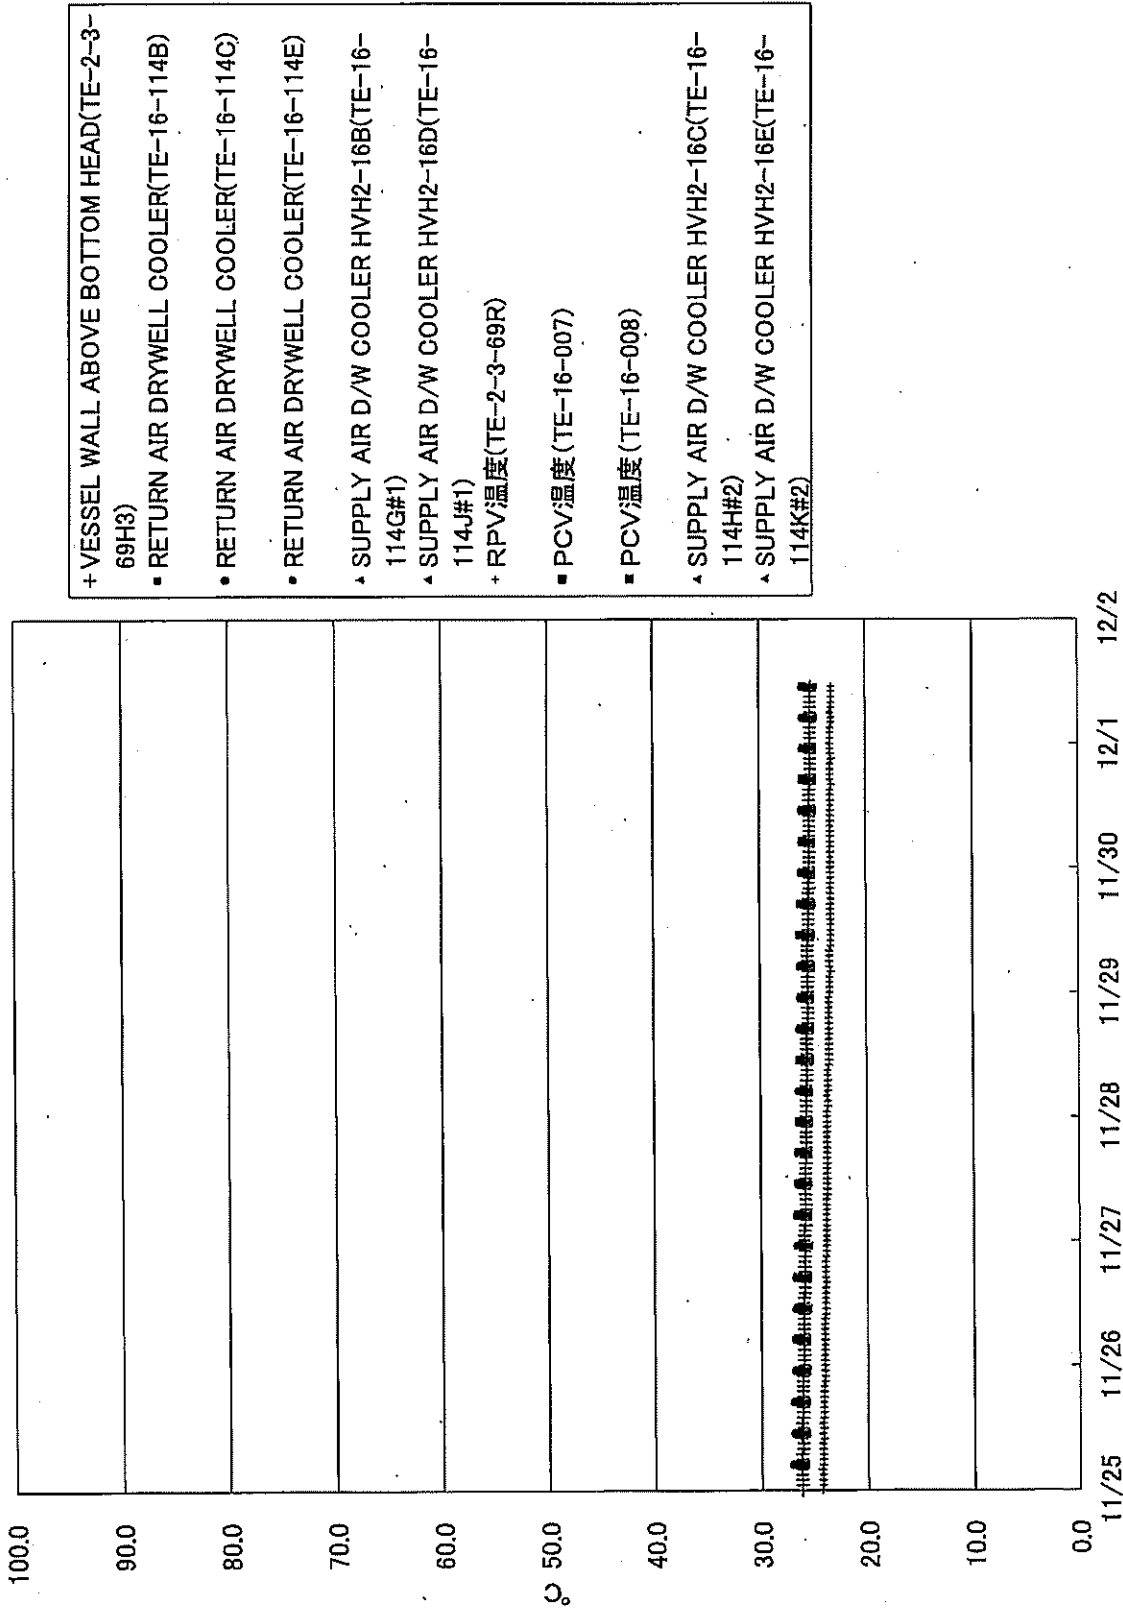 100.0
90.0
80.0
70.0
60.0
50.0
40.0
30.0
20.0
10.0
0.0
℃
11/25 11/26 11/27 11/28 11/29 11/30 12/1 12/2
+ VESSEL WALL ABOVE BOTTOM HEAD(TE-2-3-
69H3)
▪ RETURN AIR DRYWELL COOLER(TE-16-114B)
• RETURN AIR DRYWELL COOLER(TE-16-114C)
• RETURN AIR DRYWELL COOLER(TE-16-114E)
▲ SUPPLY AIR D/W COOLER HVH2-16B(TE-16-
114G#1)
▲ SUPPLY AIR D/W COOLER HVH2-16D(TE-16-
114J#1)
+ RPV温度(TE-2-3-69R)
■ PCV温度(TE-16-007)
■ PCV温度(TE-16-008)
▲ SUPPLY AIR D/W COOLER HVH2-16C(TE-16-
114H#2)
▲ SUPPLY AIR D/W COOLER HVH2-16E(TE-16-
114K#2)